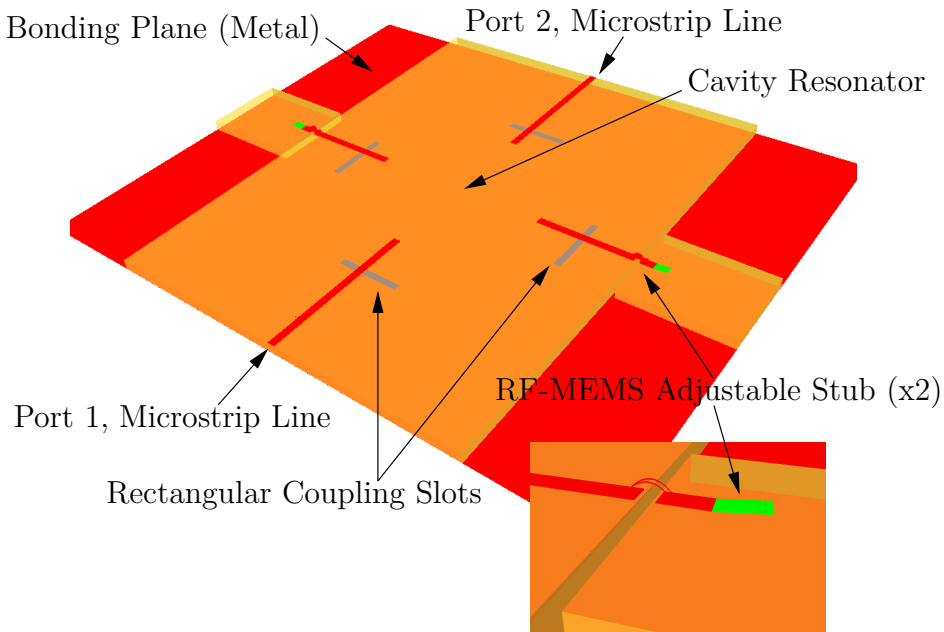 Port 2, Microstrip Line
Bonding Plane (Metal)
Cavity Resonator
RF-MEMS Adjustable Stub (x2)
Port 1, Microstrip Line
Rectangular Coupling Slots